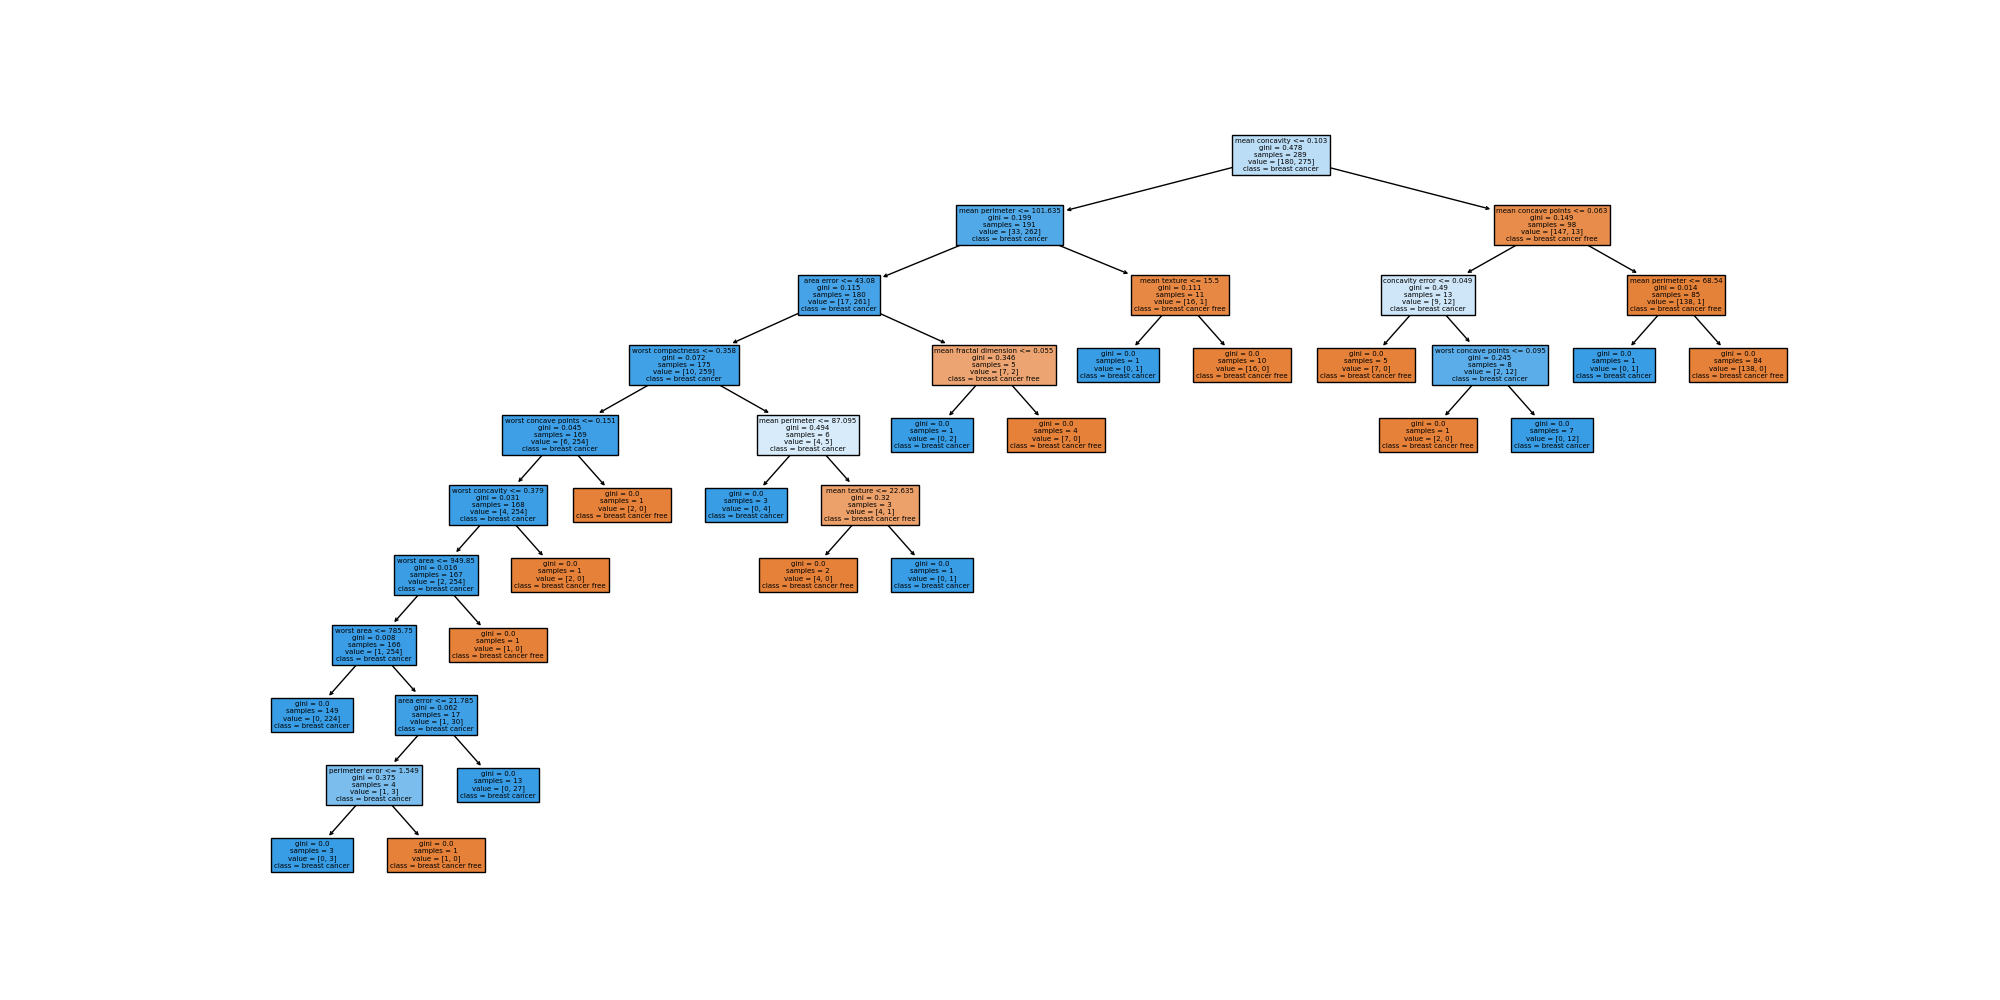 mean concavity <= 0.103
gini = 0.478
samples = 289
value = [180, 275]
class = breast cancer
mean perimeter <= 101.635
gini = 0.199
samples = 191
value = [33, 262]
class = breast cancer
mean concave points <= 0.063
gini = 0.149
samples = 98
value = [147, 13]
class = breast cancer free
area error <= 43.08
gini = 0.115
samples = 180
value = [17, 261]
class = breast cancer
mean texture <= 15.5
gini = 0.111
samples = 11
value = [16, 1]
class = breast cancer free
concavity error <= 0.049
gini = 0.49
samples = 13
value = [9, 12]
class = breast cancer
mean perimeter <= 68.54
gini = 0.014
samples = 85
value = [138, 1]
class = breast cancer free
worst compactness <= 0.358
gini = 0.072
samples = 175
value = [10, 259]
class = breast cancer
mean fractal dimension <= 0.055
gini = 0.346
samples = 5
value = [7, 2]
class = breast cancer free
gini = 0.0
samples = 1
value = [0, 1]
class = breast cancer
gini = 0.0
samples = 10
value = [16, 0]
class = breast cancer free
gini = 0.0
samples = 5
value = [7, 0]
class = breast cancer free
worst concave points <= 0.095
gini = 0.245
samples = 8
value = [2, 12]
class = breast cancer
gini = 0.0
samples = 1
value = [0, 1]
class = breast cancer
gini = 0.0
samples = 84
value = [138, 0]
class = breast cancer free
worst concave points <= 0.151
gini = 0.045
samples = 169
value = [6, 254]
class = breast cancer
mean perimeter <= 87.095
gini = 0.494
samples = 6
value = [4, 5]
class = breast cancer
gini = 0.0
samples = 1
value = [0, 2]
class = breast cancer
gini = 0.0
samples = 4
value = [7, 0]
class = breast cancer free
gini = 0.0
samples = 1
value = [2, 0]
class = breast cancer free
gini = 0.0
samples = 7
value = [0, 12]
class = breast cancer
worst concavity <= 0.379
gini = 0.031
samples = 168
value = [4, 254]
class = breast cancer
gini = 0.0
samples = 1
value = [2, 0]
class = breast cancer free
gini = 0.0
samples = 3
value = [0, 4]
class = breast cancer
mean texture <= 22.635
gini = 0.32
samples = 3
value = [4, 1]
class = breast cancer free
worst area <= 949.85
gini = 0.016
samples = 167
value = [2, 254]
class = breast cancer
gini = 0.0
samples = 1
value = [2, 0]
class = breast cancer free
gini = 0.0
samples = 2
value = [4, 0]
class = breast cancer free
gini = 0.0
samples = 1
value = [0, 1]
class = breast cancer
worst area <= 785.75
gini = 0.008
samples = 166
value = [1, 254]
class = breast cancer
gini = 0.0
samples = 1
value = [1, 0]
class = breast cancer free
gini = 0.0
samples = 149
value = [0, 224]
class = breast cancer
area error <= 21.785
gini = 0.062
samples = 17
value = [1, 30]
class = breast cancer
perimeter error <= 1.549
gini = 0.375
samples = 4
value = [1, 3]
class = breast cancer
gini = 0.0
samples = 13
value = [0, 27]
class = breast cancer
gini = 0.0
samples = 3
value = [0, 3]
class = breast cancer
gini = 0.0
samples = 1
value = [1, 0]
class = breast cancer free